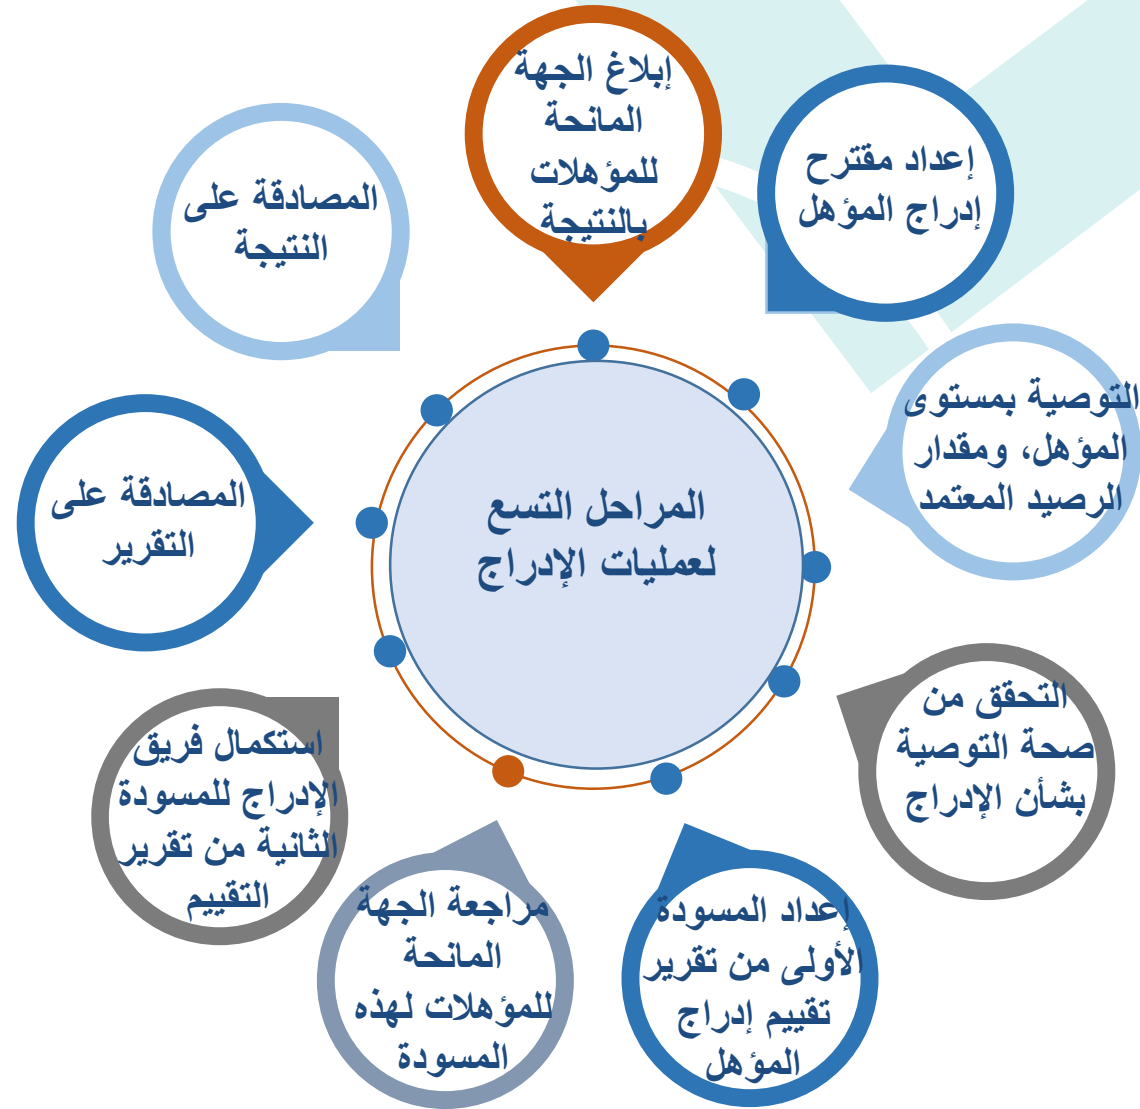 المراحل التسع
لعمليات الإدراج
إعداد مقترح
إدراج المؤهل
التوصية بمستوى
المؤهل، ومقدار
الرصيد المعتمد
التحقق من
صحة التوصية
بشأن الإدراج
إعداد المسودة
الأولى من تقرير
تقييم إدراج
المؤهل
مراجعة الجهة
المانحة
للمؤهلات لهذه
المسودة
استكمال فريق
الإدراج للمسودة
الثانية من تقرير
التقييم
المصادقة على
التقرير
المصادقة على
النتيجة
إبلاغ الجهة
المانحة
للمؤهلات
بالنتيجة